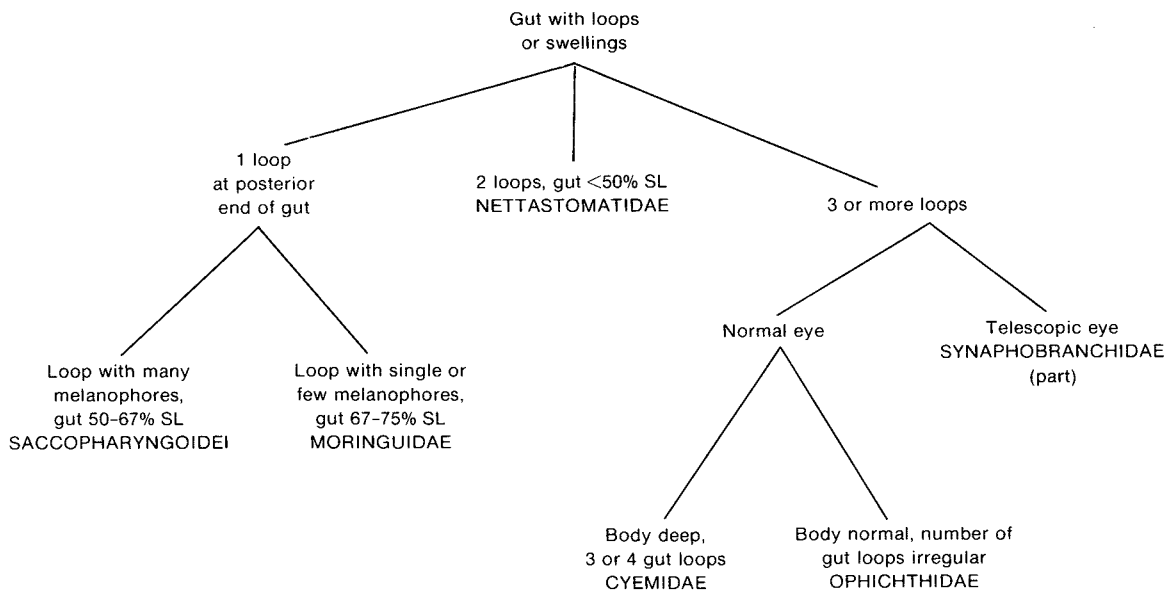 Gut with loops
or swellings
1 loop
at posterior
end of gut
2 loops, gut <50% SL
NETTASTOMATIDAE
3 or more loops
Normal eye
Telescopic eye
SYNAPHOBRANCHIDAE
(part)
Loop with many
melanophores,
gut 50-67% SL
SACCOPHARYNGOIDEI
Loop with single or
few melanophores,
gut 67-75% SL
MORINGUIDAE
Body deep,
3 or 4 gut loops
CYEMIDAE
Body normal, number of
gut loops irregular
OPHICHTHIDAE